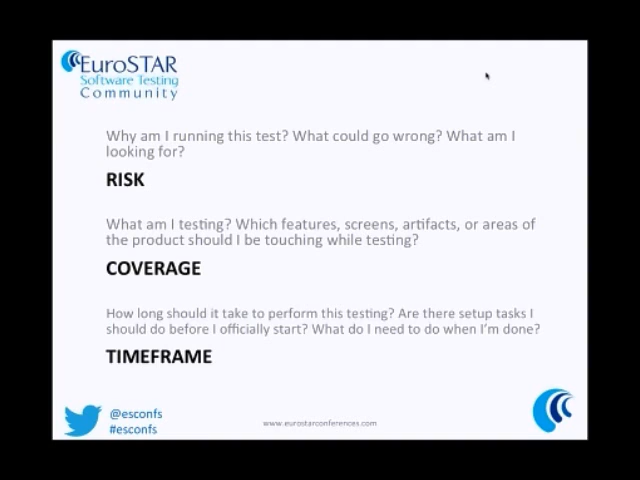 EuroSTAR
Software Testing
Community
Why am I running this test? What could go wrong? What am I
looking for?
RISK
What am I testing? Which features, screens, artifacts, or areas of
the product should I be touching while testing?
COVERAGE
How long should it take to perform this testing? Are there setup tasks I
should do before I officially start? What do I need to do when I'm done?
TIMEFRAME
@esconfs
#esconfs
www.eurostarconferences.com